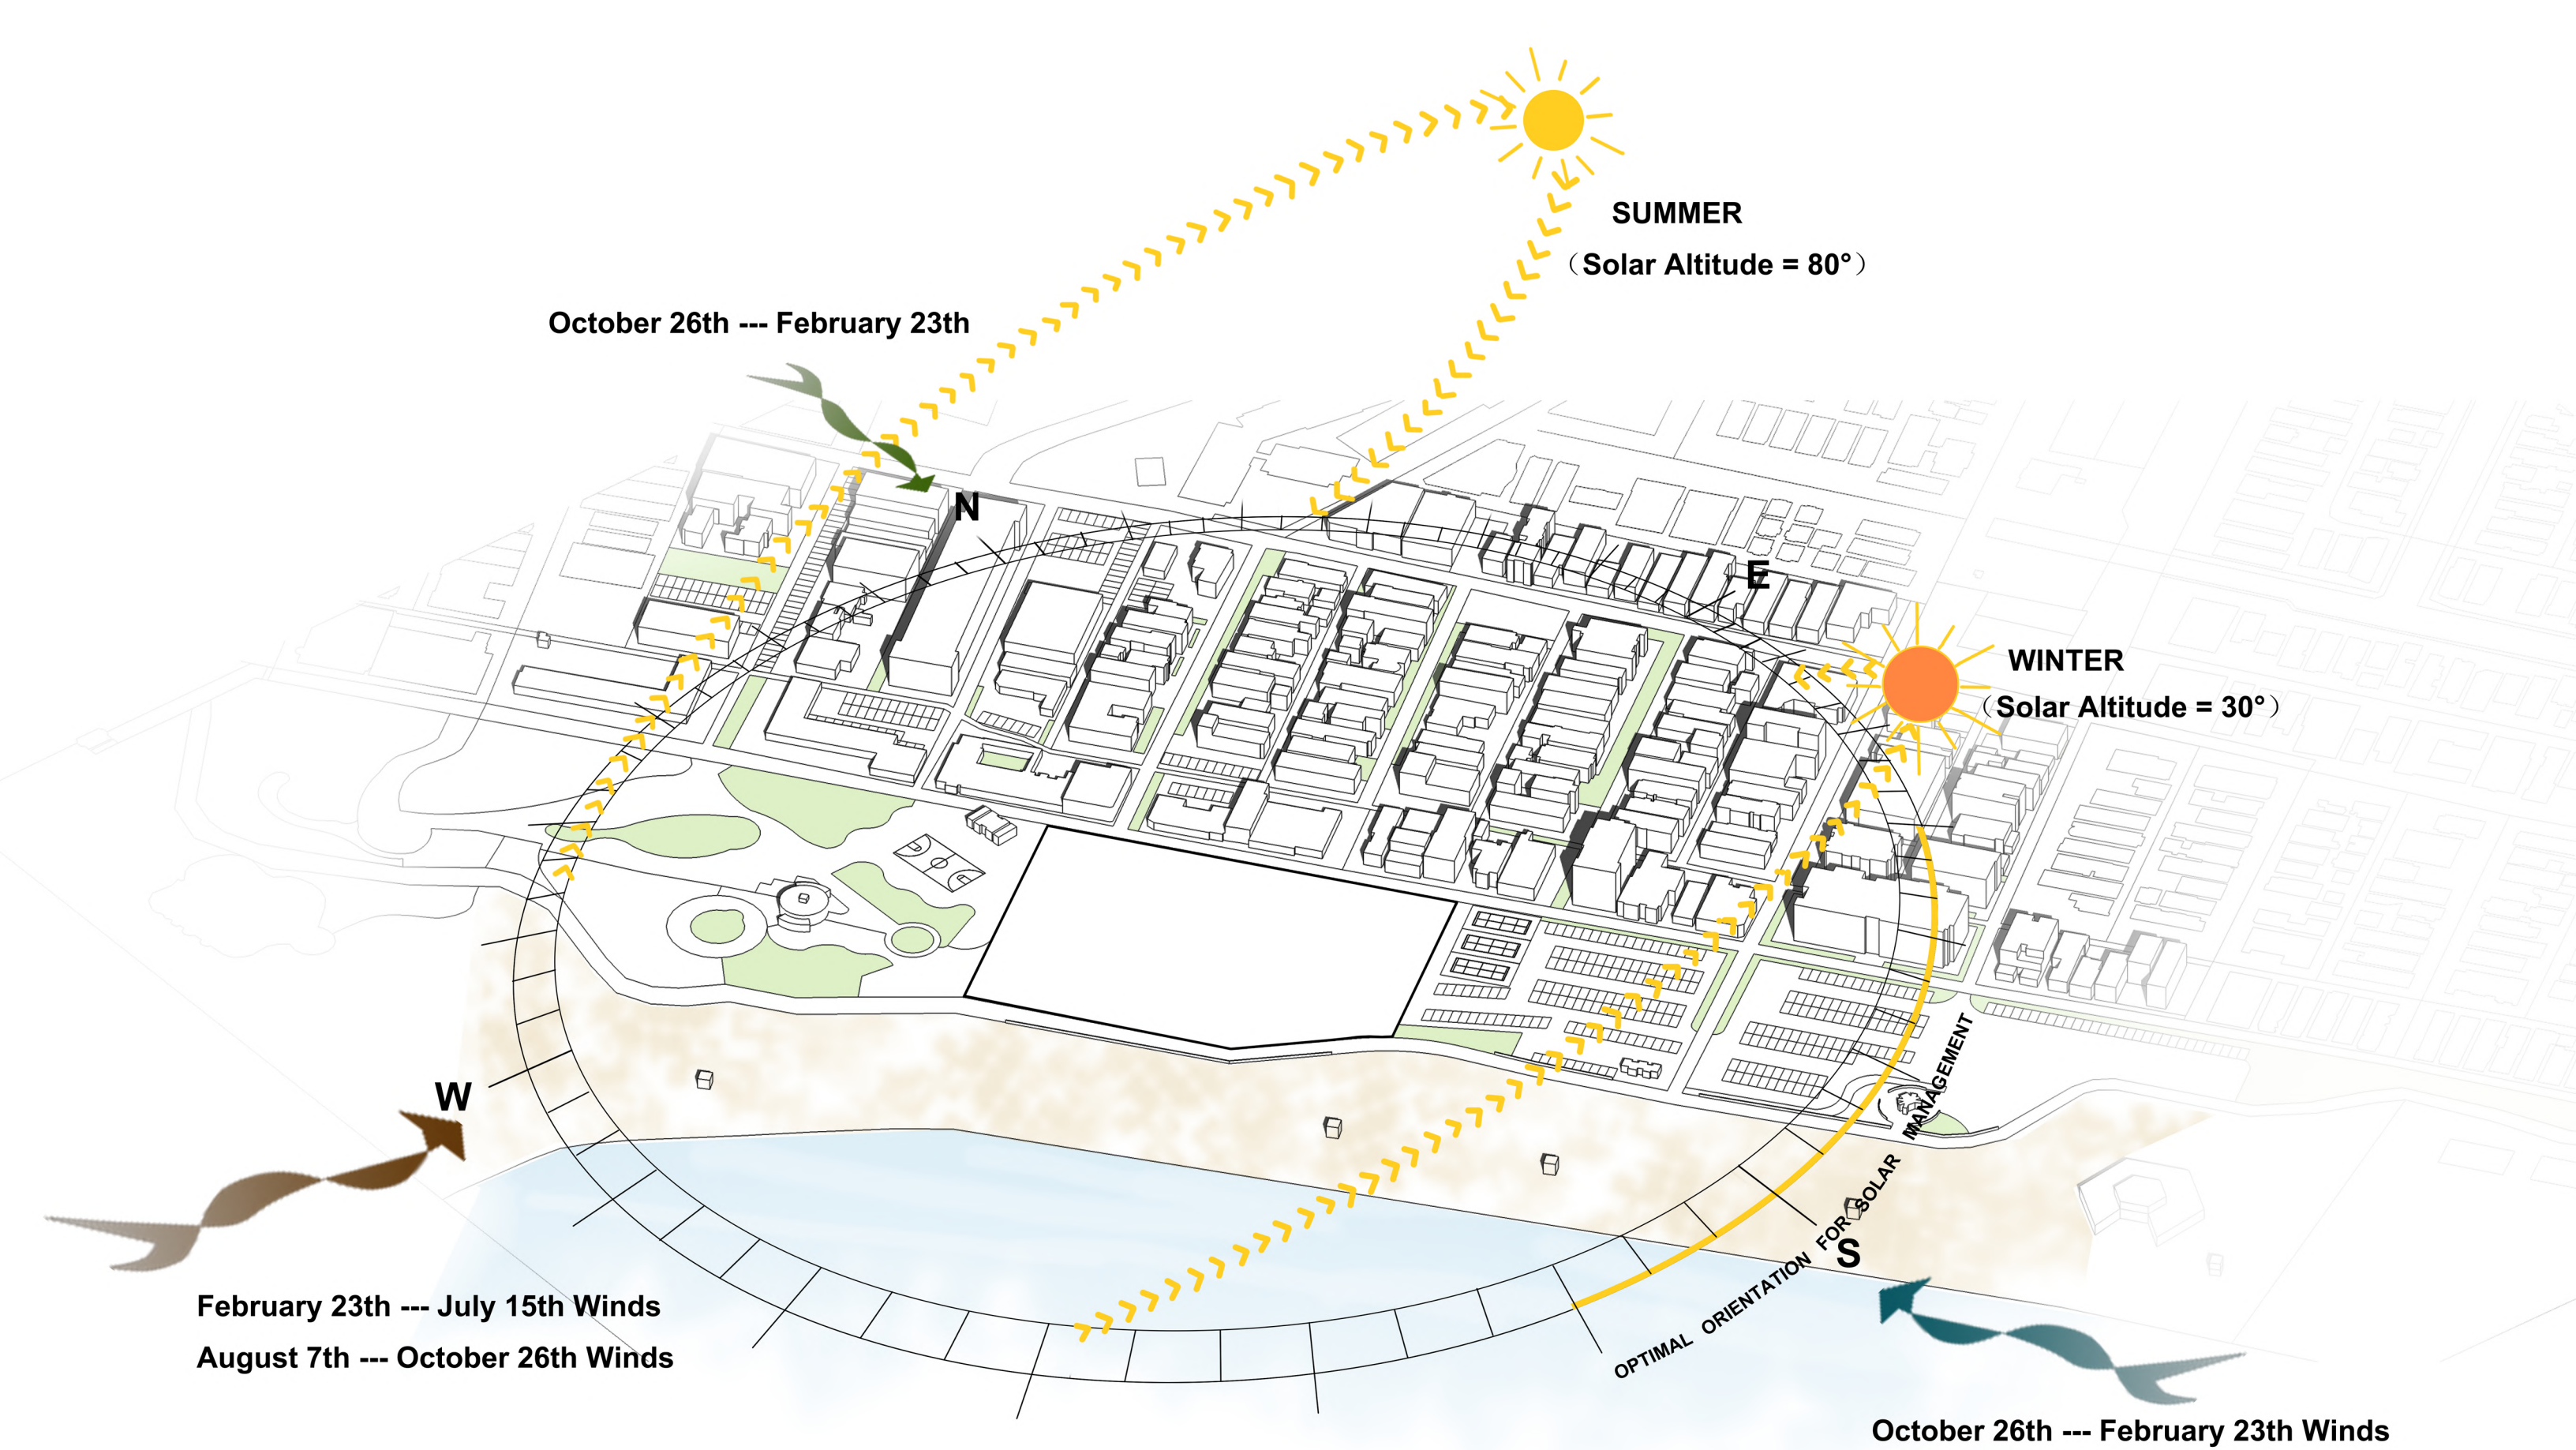 SUMMER
（Solar Altitude = 80°）
October 26th --- February 23th
N
E
WINTER
（Solar Altitude = 30°）
W
OPTIMAL ORIENTATION FOR SOLAR MANAGEMENT
S
February 23th --- July 15th Winds
August 7th --- October 26th Winds
October 26th --- February 23th Winds